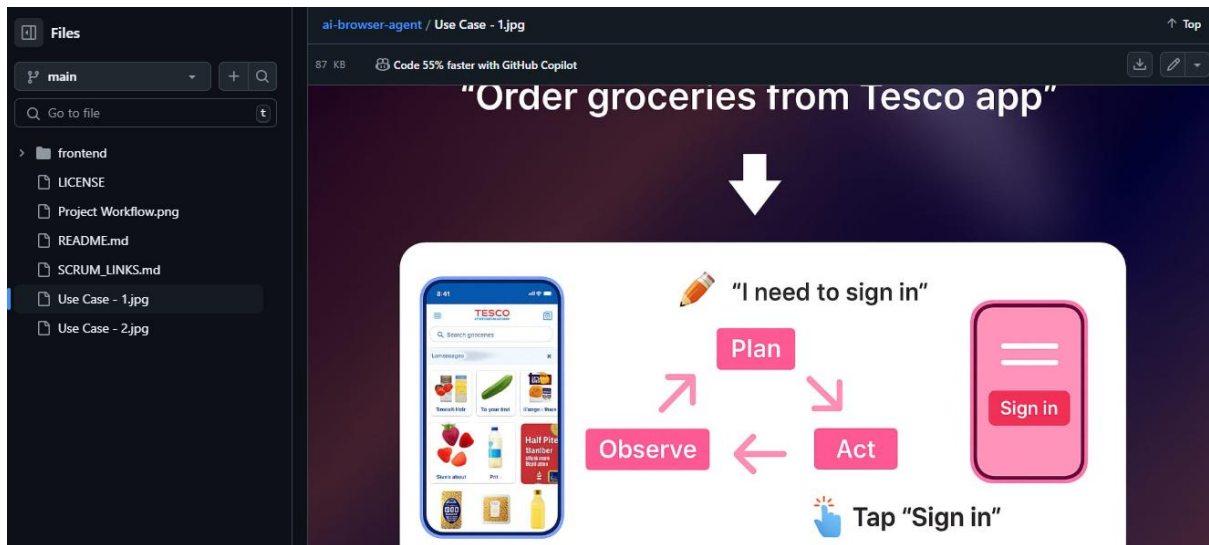 Files
main
Go to file
t
frontend
LICENSE
Project Workflow.png
README.md
SCRUM_LINKS.md
Use Case - 1.jpg
Use Case - 2.jpg
ai-browser-agent / Use Case - 1.jpg
Top
87 KB
Code 55% faster with GitHub Copilot
“Order groceries from Tesco app”
“I need to sign in”
Plan
Observe
Act
Tap “Sign in”
8:41
TESCO
Search groceries
Half Pite
Sign in